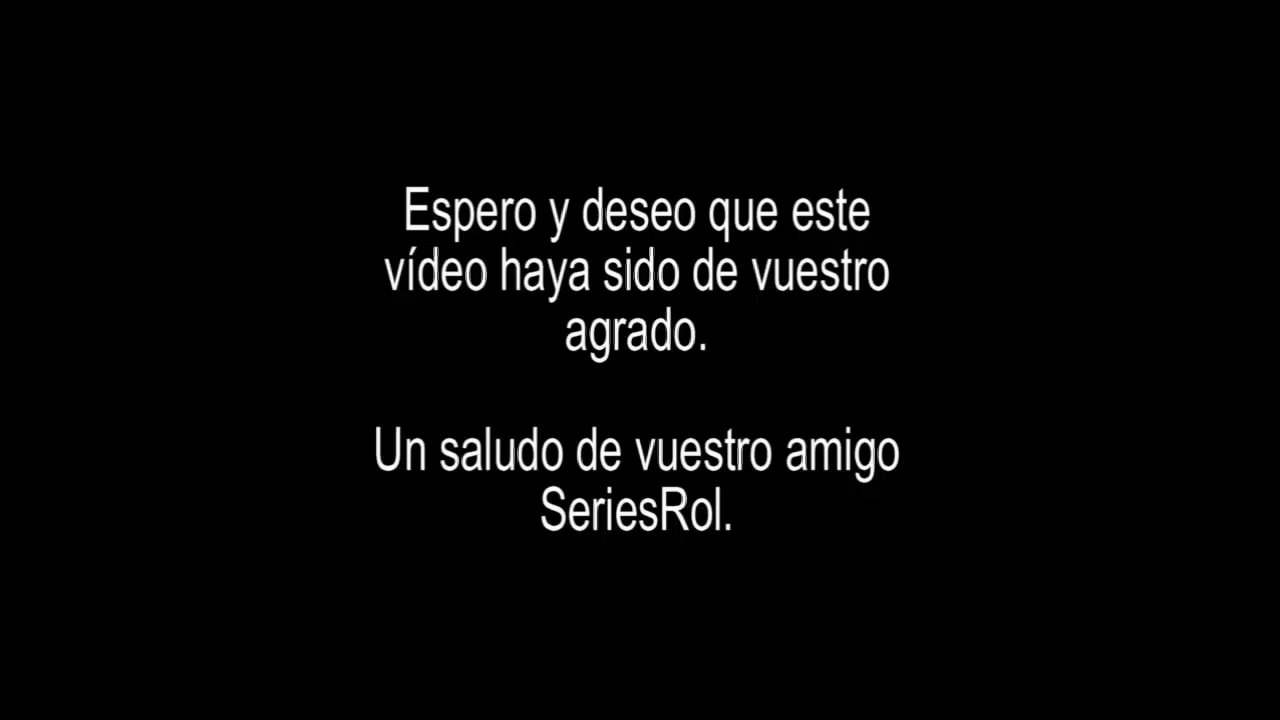 Espero y deseo que este
vídeo haya sido de vuestro
agrado.
Un saludo de vuestro amigo
SeriesRol.